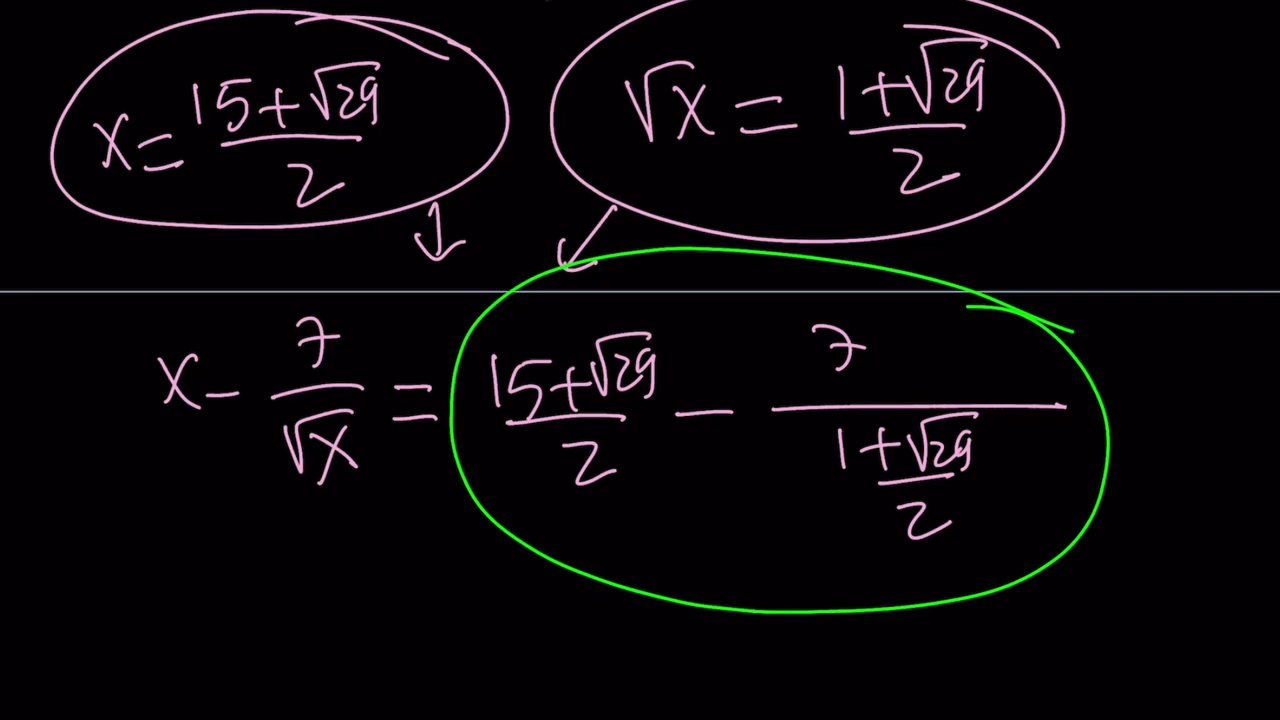 x = (15+√29)/2   √x = (1+√29)/2
x - 7/√x = (15+√29)/2 - 7/((1+√29)/2)